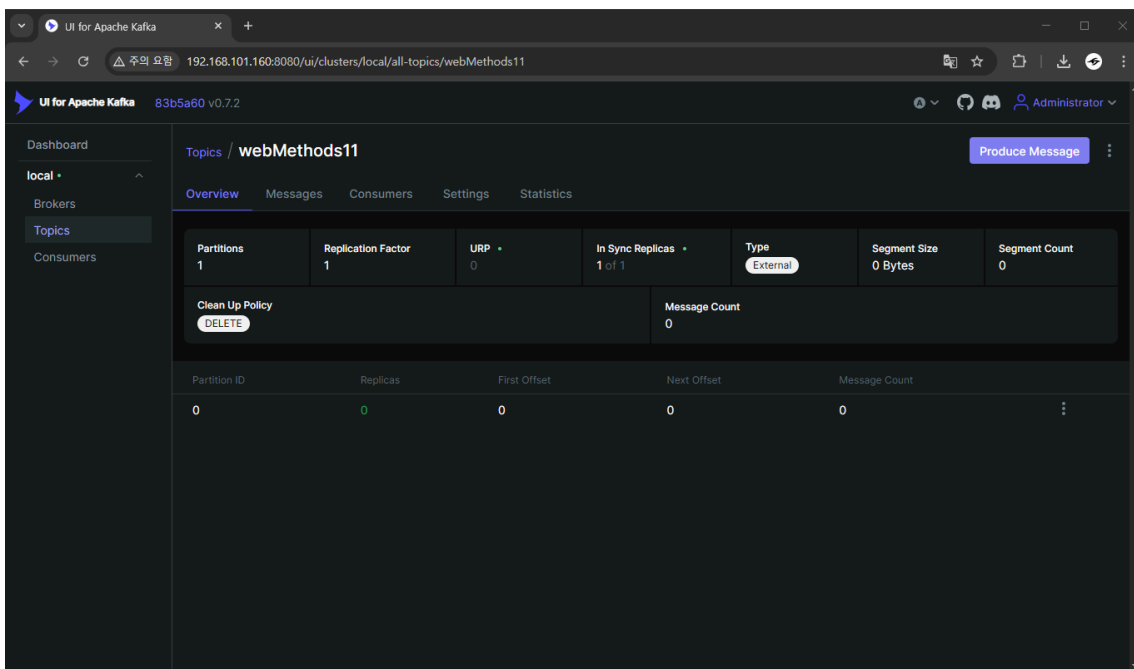 UI for Apache Kafka
주의 요함 192.168.101.160:8080/ui/clusters/local/all-topics/webMethods11
UI for Apache Kafka 83b5a60 v0.7.2 A Administrator
Dashboard
local
Brokers
Topics
Consumers
Topics / webMethods11
Produce Message
Overview Messages Consumers Settings Statistics
Partitions Replication Factor URP In Sync Replicas Type Segment Size Segment Count
1 1 0 1 of 1 External 0 Bytes 0
Clean Up Policy Message Count
DELETE 0
Partition ID Replicas First Offset Next Offset Message Count
0 0 0 0 0